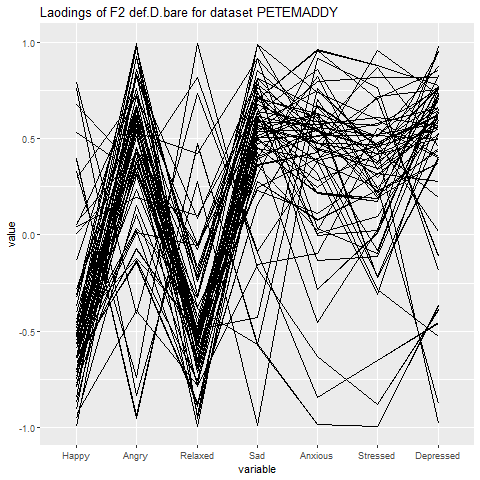 Laodings of F2 def.D.bare for dataset PETEMADDY
1.0
0.5
0.0
-0.5
-1.0
value
Happy Angry Relaxed Sad Anxious Stressed Depressed
variable